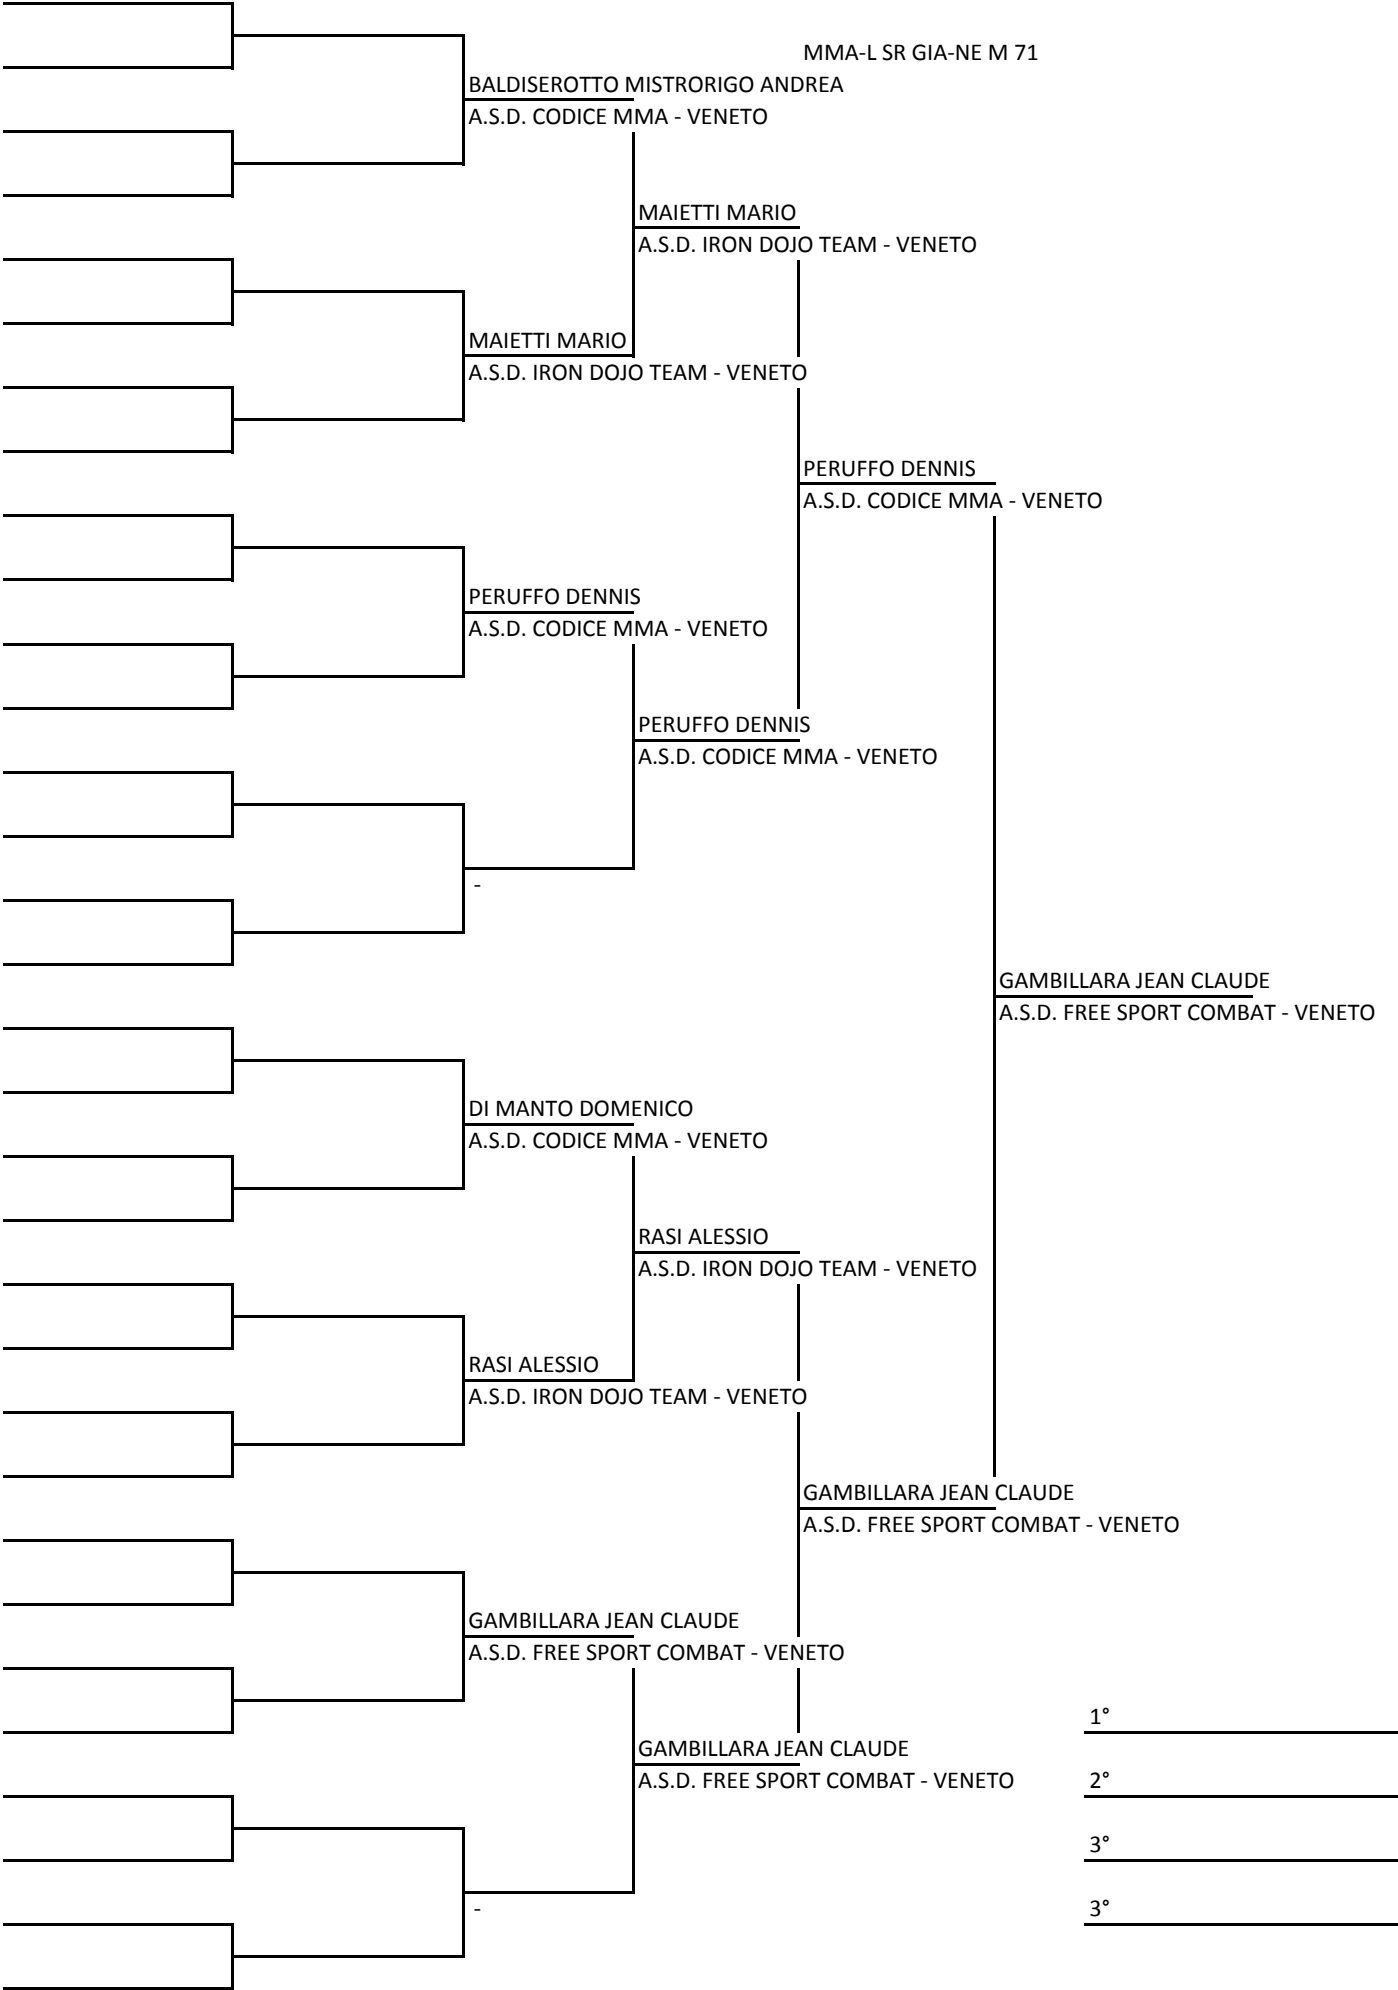 MMA-L SR GIA-NE M 71
BALDISEROTTO MISTRORIGO ANDREA
A.S.D. CODICE MMA - VENETO
MAIETTI MARIO
A.S.D. IRON DOJO TEAM - VENETO
MAIETTI MARIO
A.S.D. IRON DOJO TEAM - VENETO
PERUFFO DENNIS
A.S.D. CODICE MMA - VENETO
PERUFFO DENNIS
A.S.D. CODICE MMA - VENETO
PERUFFO DENNIS
A.S.D. CODICE MMA - VENETO
-
GAMBILLARA JEAN CLAUDE
A.S.D. FREE SPORT COMBAT - VENETO
DI MANTO DOMENICO
A.S.D. CODICE MMA - VENETO
RASI ALESSIO
A.S.D. IRON DOJO TEAM - VENETO
RASI ALESSIO
A.S.D. IRON DOJO TEAM - VENETO
GAMBILLARA JEAN CLAUDE
A.S.D. FREE SPORT COMBAT - VENETO
GAMBILLARA JEAN CLAUDE
A.S.D. FREE SPORT COMBAT - VENETO
1°
GAMBILLARA JEAN CLAUDE
A.S.D. FREE SPORT COMBAT - VENETO
2°
3°
-
3°